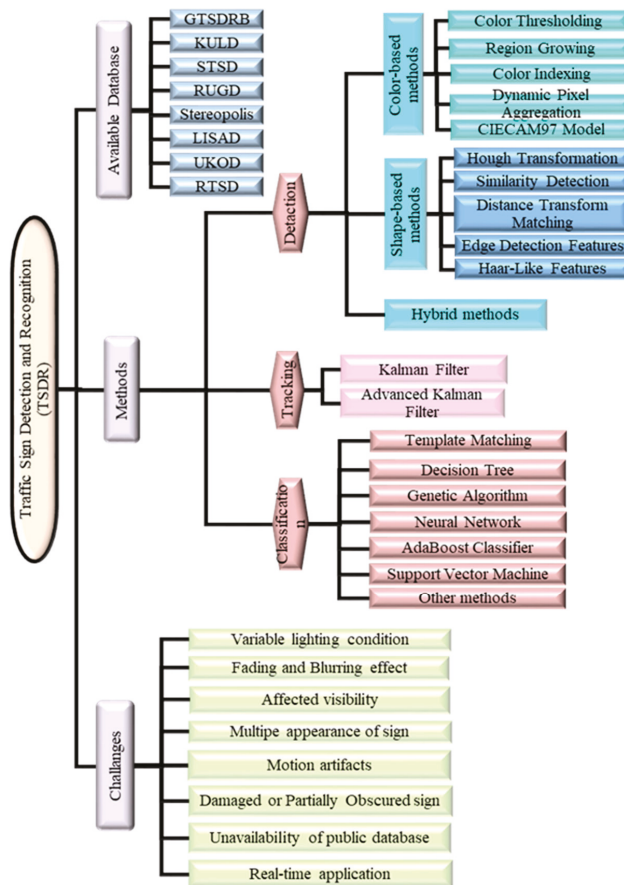 Traffic Sign Detection and Recognition
(TSDR)
Available Database
GTSDRB
KULD
STSD
RUGD
Stereopolis
LISAD
UKOD
RTSD
Methods
Detaction
Color-based
methods
Color Thresholding
Region Growing
Color Indexing
Dynamic Pixel
Aggregation
CIECAM97 Model
Shape-based
methods
Hough Transformation
Similarity Detection
Distance Transform
Matching
Edge Detection Features
Haar-Like Features
Hybrid methods
Tracking
Kalman Filter
Advanced Kalman
Filter
Classificatio
n
Template Matching
Decision Tree
Genetic Algorithm
Neural Network
AdaBoost Classifier
Support Vector Machine
Other methods
Challanges
Variable lighting condition
Fading and Blurring effect
Affected visibility
Multipe appearance of sign
Motion artifacts
Damaged or Partially Obscured sign
Unavailability of public database
Real-time application